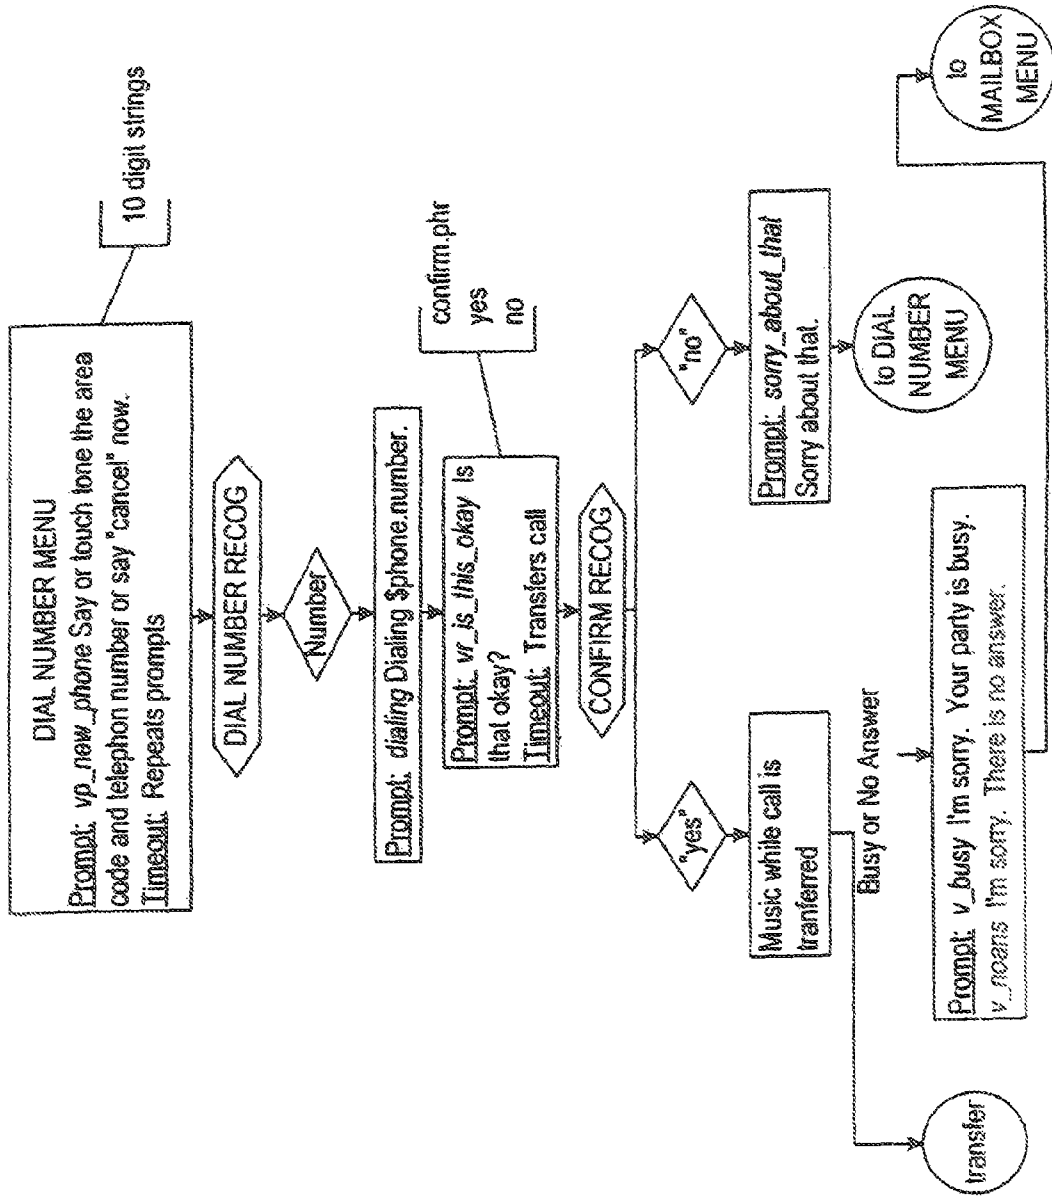 DIAL NUMBER MENU
Prompt: vp_new_phone Say or touch tone the area
code and telephon number or say "cancel" now.
Timeout: Repeats prompts
10 digit strings
DIAL NUMBER RECOG
Number
Prompt: dialing Dialing $phone.number.
Prompt: vr_is_this_okay Is
that okay?
Timeout: Transfers call
confirm.phr
yes
no
CONFIRM RECOG
"yes"
"no"
Music while call is
tranferred
Prompt: sorry_about_that
Sorry about that.
Busy or No Answer
to DIAL
NUMBER
MENU
Prompt: v_busy I'm sorry. Your party is busy.
v_noans I'm sorry. There is no answer.
transfer
to
MAILBOX
MENU